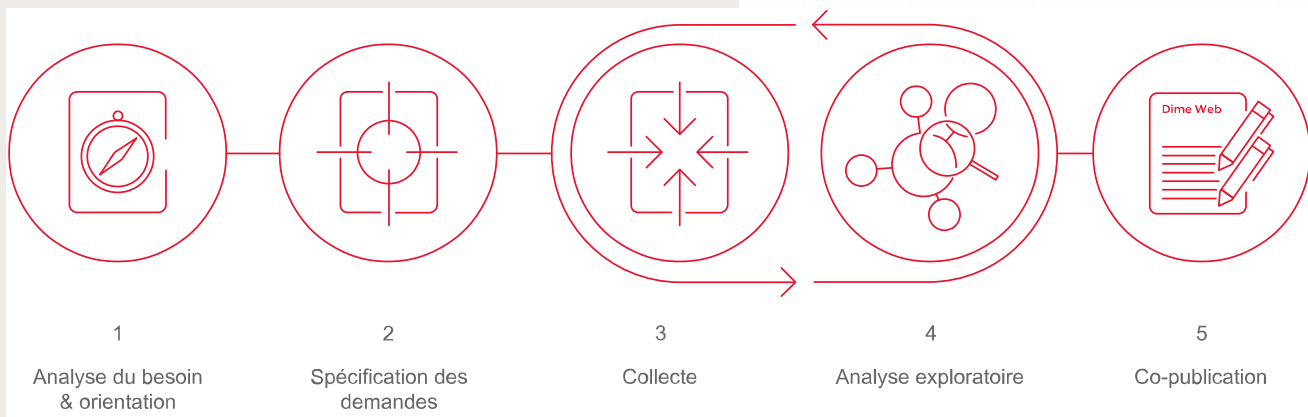 Dime Web
1
2
3
4
5
Analyse du besoin
& orientation
Spécification des
demandes
Collecte
Analyse exploratoire
Co-publication